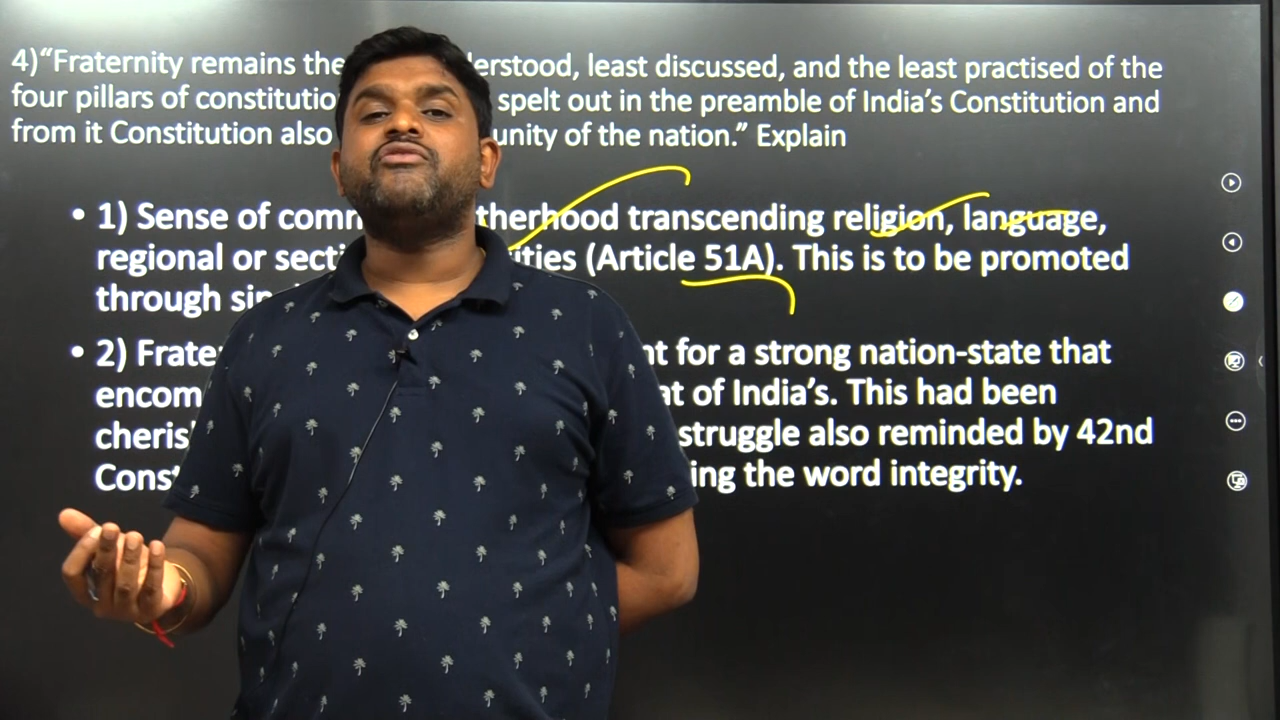 4)“Fraternity remains the erstood, least discussed, and the least practised of the
four pillars of constitutio spelt out in the preamble of India’s Constitution and
from it Constitution also unity of the nation.” Explain
• 1) Sense of comm therhood transcending religion, language,
regional or secti ities (Article 51A). This is to be promoted
through
• 2) Frate nt for a strong nation-state that
encom at of India’s. This had been
cheris struggle also reminded by 42nd
Const ing the word integrity.